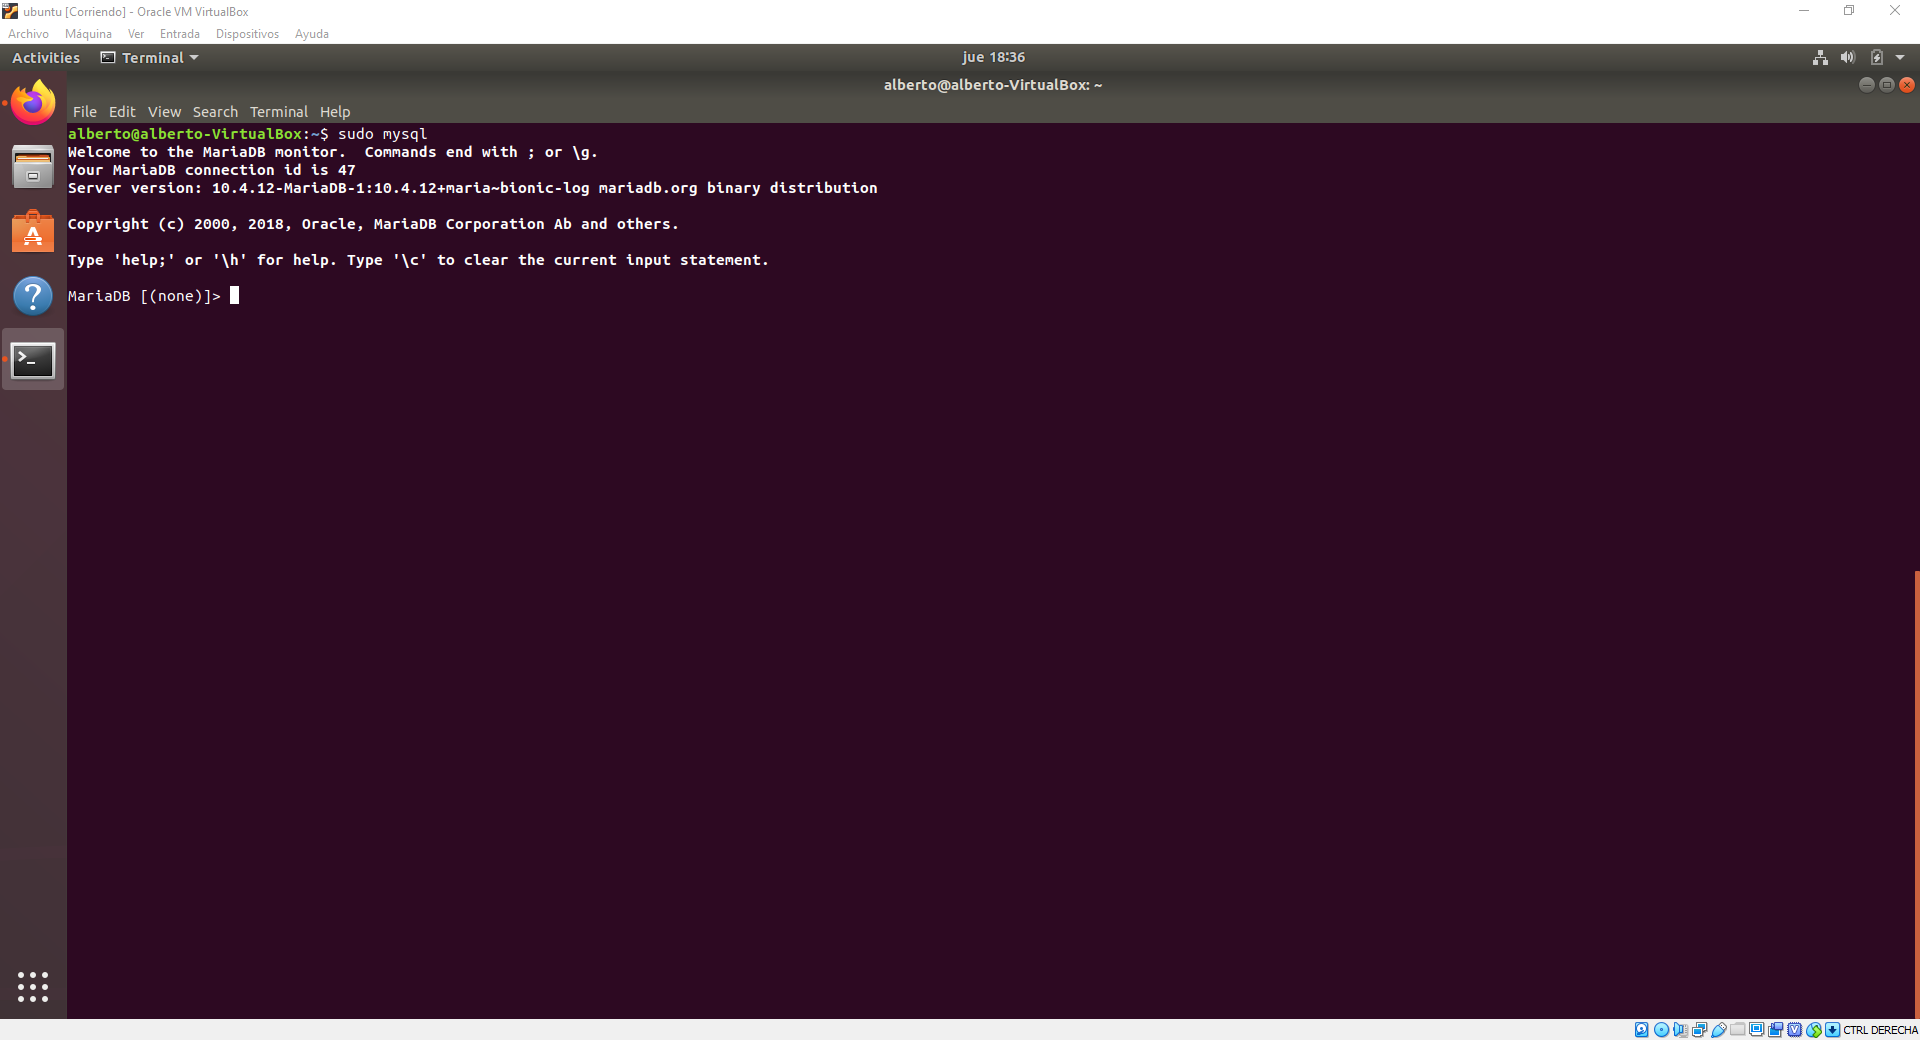 ubuntu [Corriendo] - Oracle VM VirtualBox
Archivo Máquina Ver Entrada Dispositivos Ayuda
Activities Terminal jue 18:36
alberto@alberto-VirtualBox: ~
File Edit View Search Terminal Help
alberto@alberto-VirtualBox:~$ sudo mysql
Welcome to the MariaDB monitor.  Commands end with ; or \g.
Your MariaDB connection id is 47
Server version: 10.4.12-MariaDB-1:10.4.12+maria~bionic-log mariadb.org binary distribution
Copyright (c) 2000, 2018, Oracle, MariaDB Corporation Ab and others.
Type 'help;' or '\h' for help. Type '\c' to clear the current input statement.
MariaDB [(none)]>
CTRL DERECHA